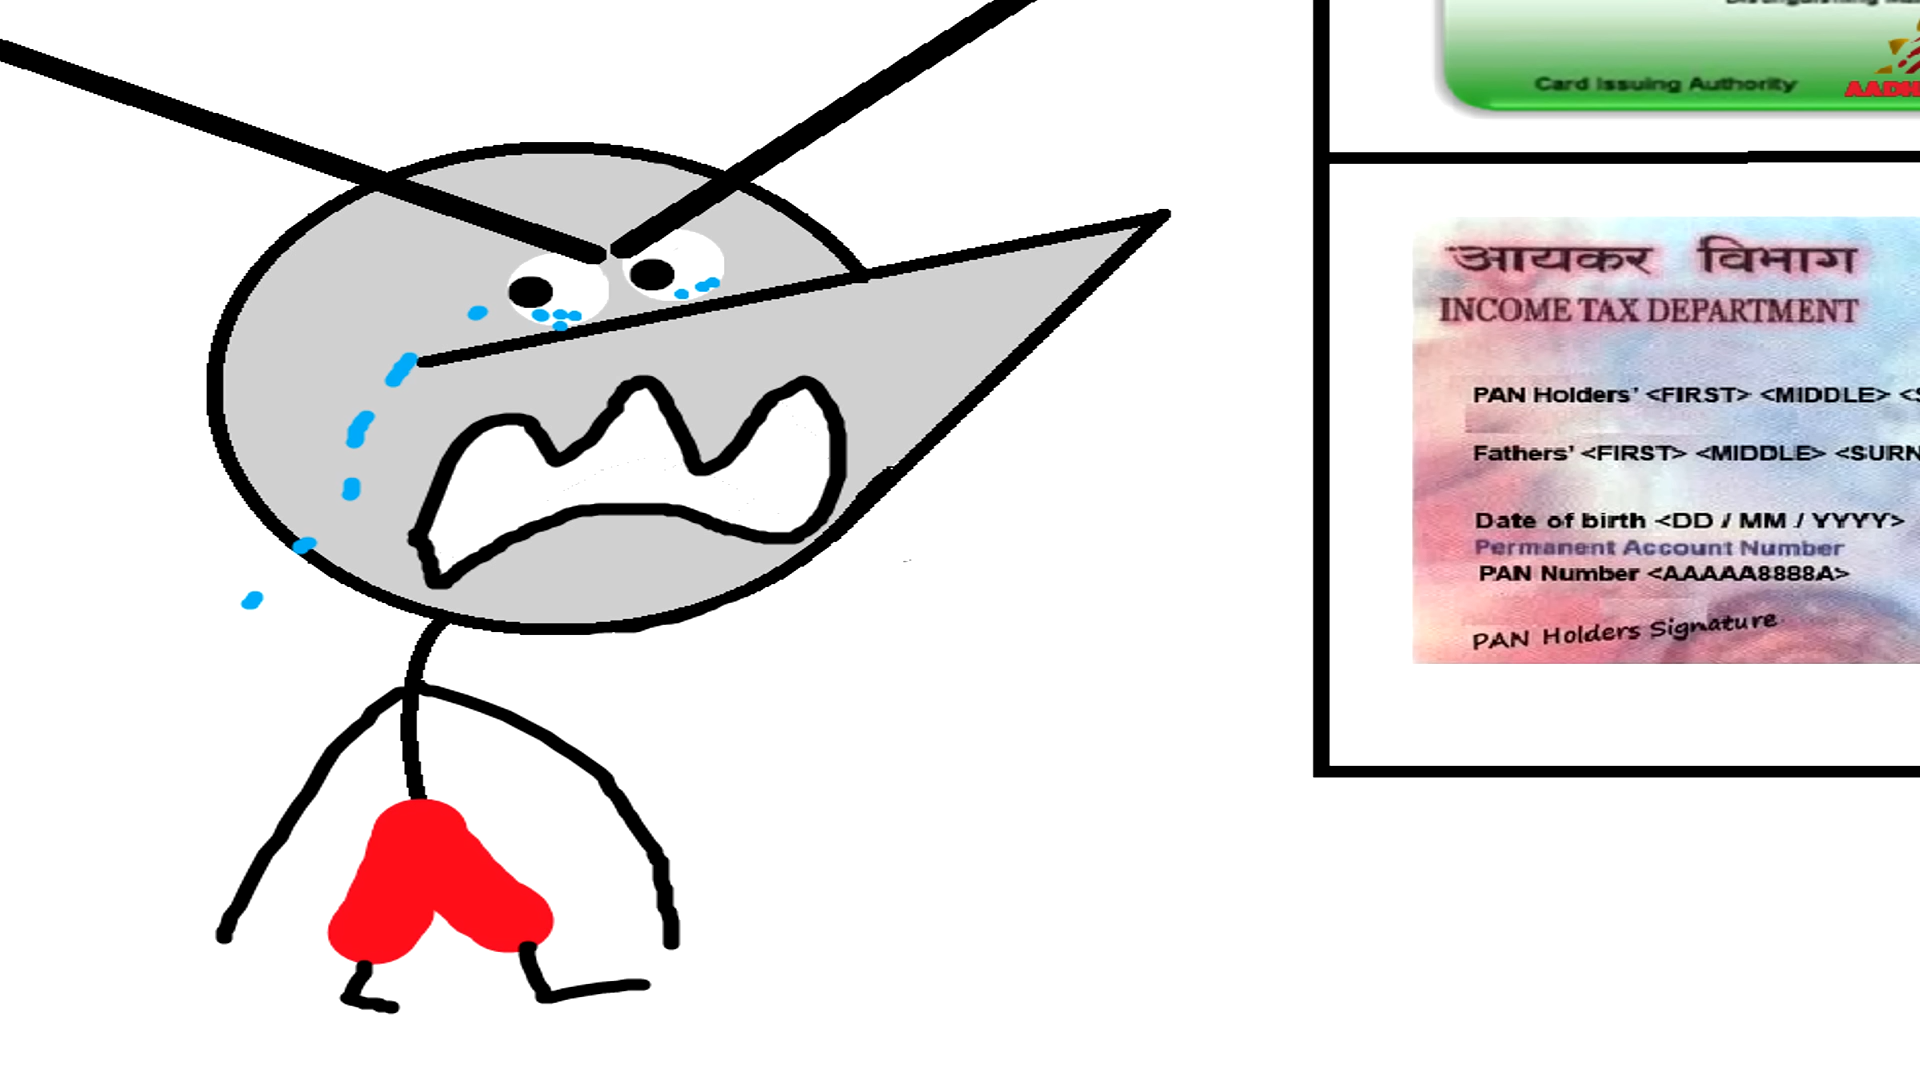 Card Issuing Authority
आयकर विभाग
INCOME TAX DEPARTMENT
PAN Holders' <FIRST> <MIDDLE>
Fathers' <FIRST> <MIDDLE> <SURN
Date of birth <DD / MM / YYYY>
Permanent Account Number
PAN Number <AAAAA8888A>
PAN Holders Signature